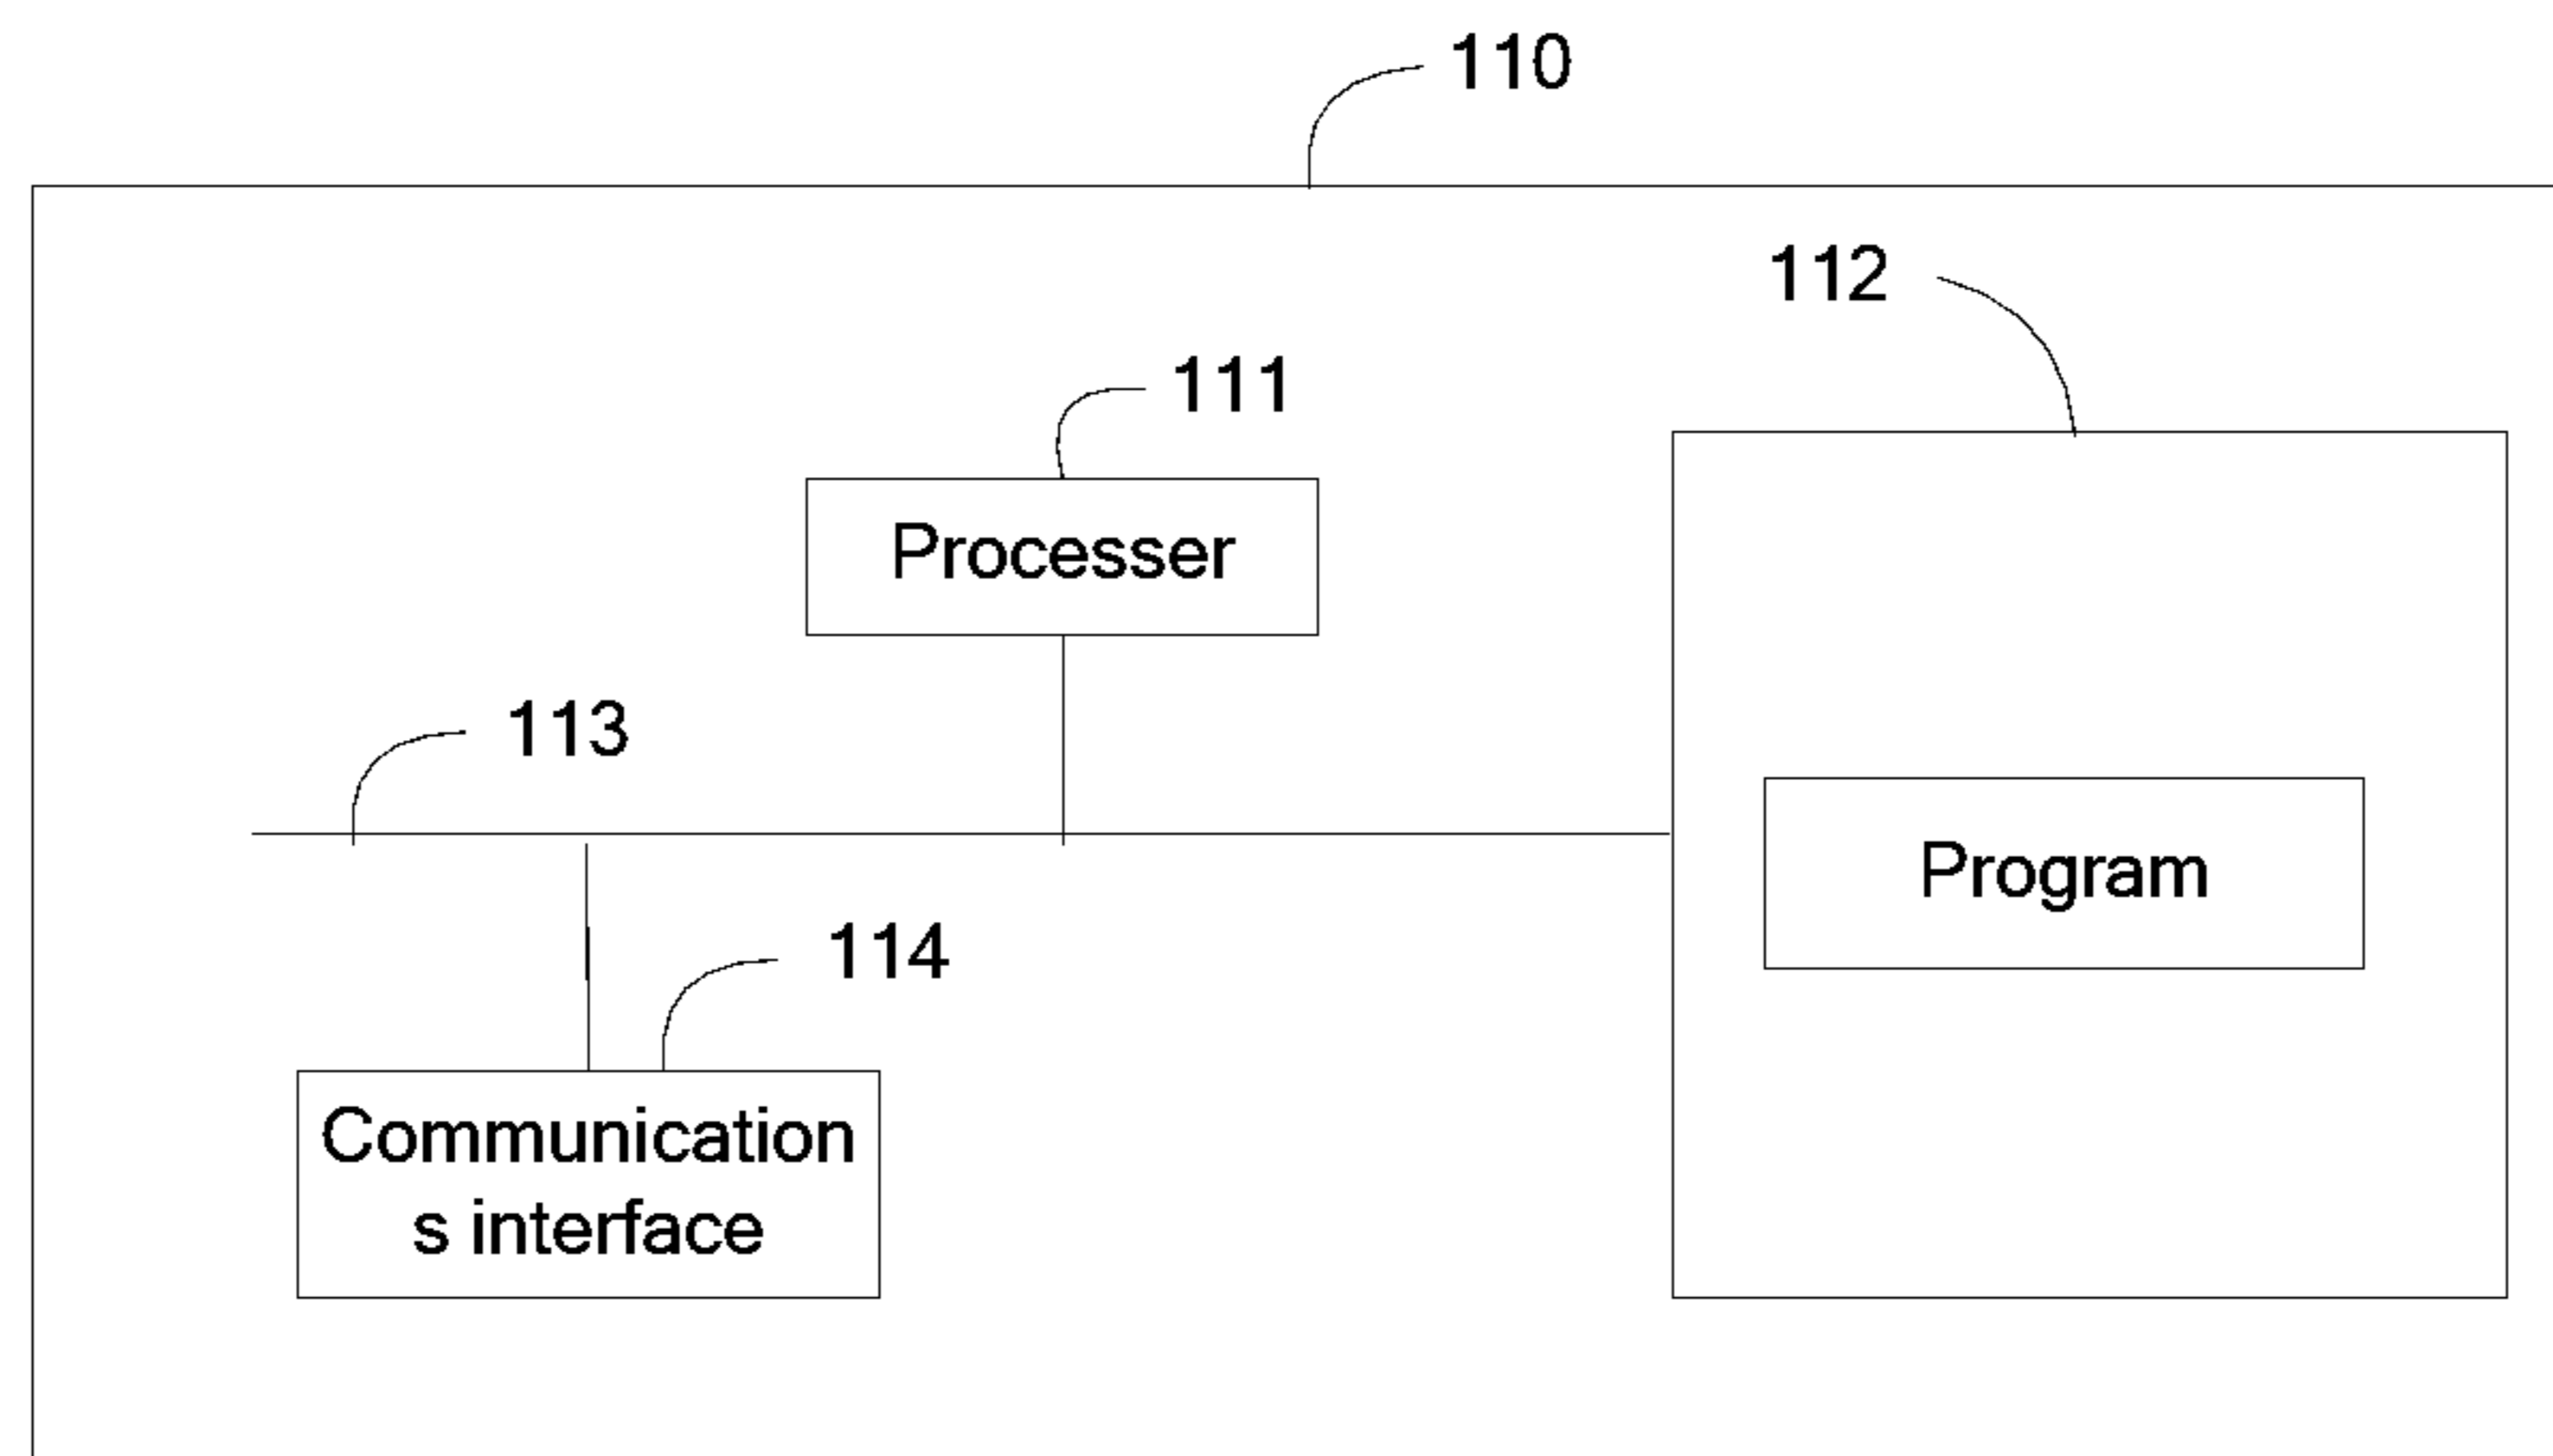 110
112
111
Processer
113
Program
114
Communication
s interface